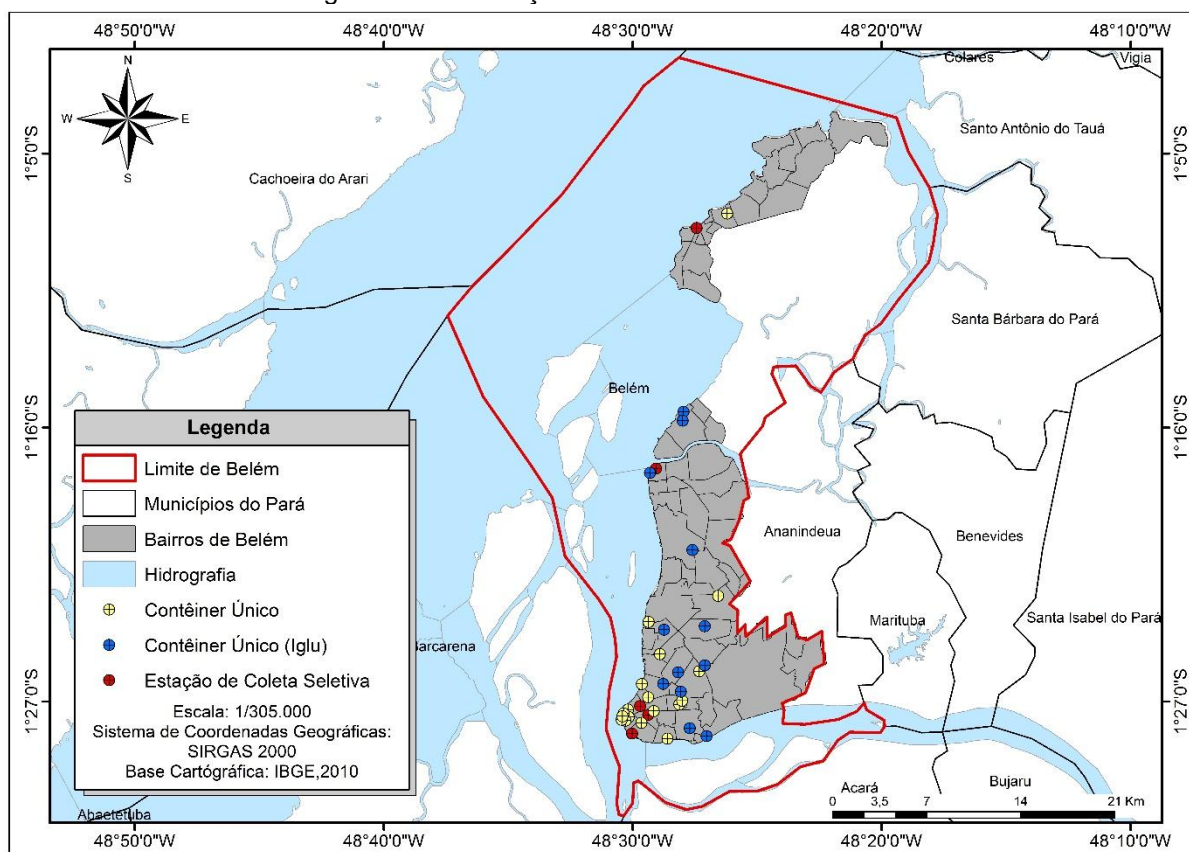 48°50'0"W
48°40'0"W
48°30'0"W
48°20'0"W
48°10'0"W
N
W
E
S
Colares
Vigia
Santo Antônio do Tauá
1°5'0"S
1°5'0"S
Cachoeira do Arari
Santa Bárbara do Pará
Belém
1°16'0"S
1°16'0"S
Legenda
Limite de Belém
Municípios do Pará
Bairros de Belém
Hidrografia
Contêiner Único
Contêiner Único (Iglu)
Estação de Coleta Seletiva
Escala: 1/305.000
Sistema de Coordenadas Geográficas:
SIRGAS 2000
Base Cartógráfica: IBGE,2010
Ananindeua
Benevides
Marituba
Santa Isabel do Pará
Barcarena
1°27'0"S
1°27'0"S
Abaetetuba
Acará
Bujaru
0 3,5 7 14 21 Km
48°50'0"W
48°40'0"W
48°30'0"W
48°20'0"W
48°10'0"W